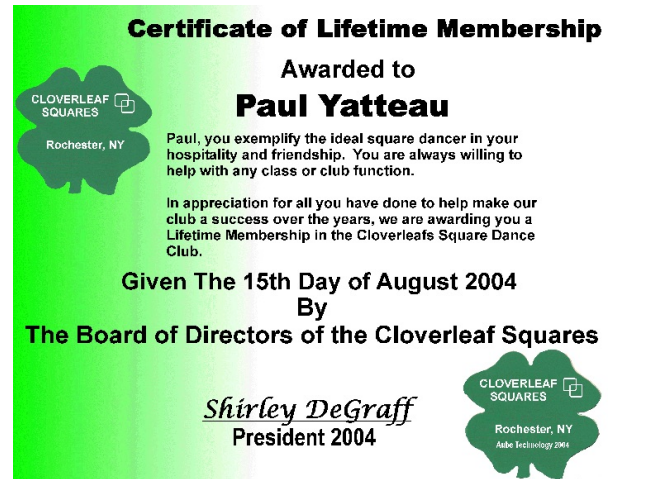 Certificate of Lifetime Membership
Awarded to
Paul Yatteau
CLOVERLEAF
SQUARES
Rochester, NY
Paul, you exemplify the ideal square dancer in your
hospitality and friendship.  You are always willing to
help with any class or club function.
In appreciation for all you have done to help make our
club a success over the years, we are awarding you a
Lifetime Membership in the Cloverleafs Square Dance
Club.
Given The 15th Day of August 2004
By
The Board of Directors of the Cloverleaf Squares
Shirley DeGraff
President 2004
CLOVERLEAF
SQUARES
Rochester, NY
Aube Technology 2004